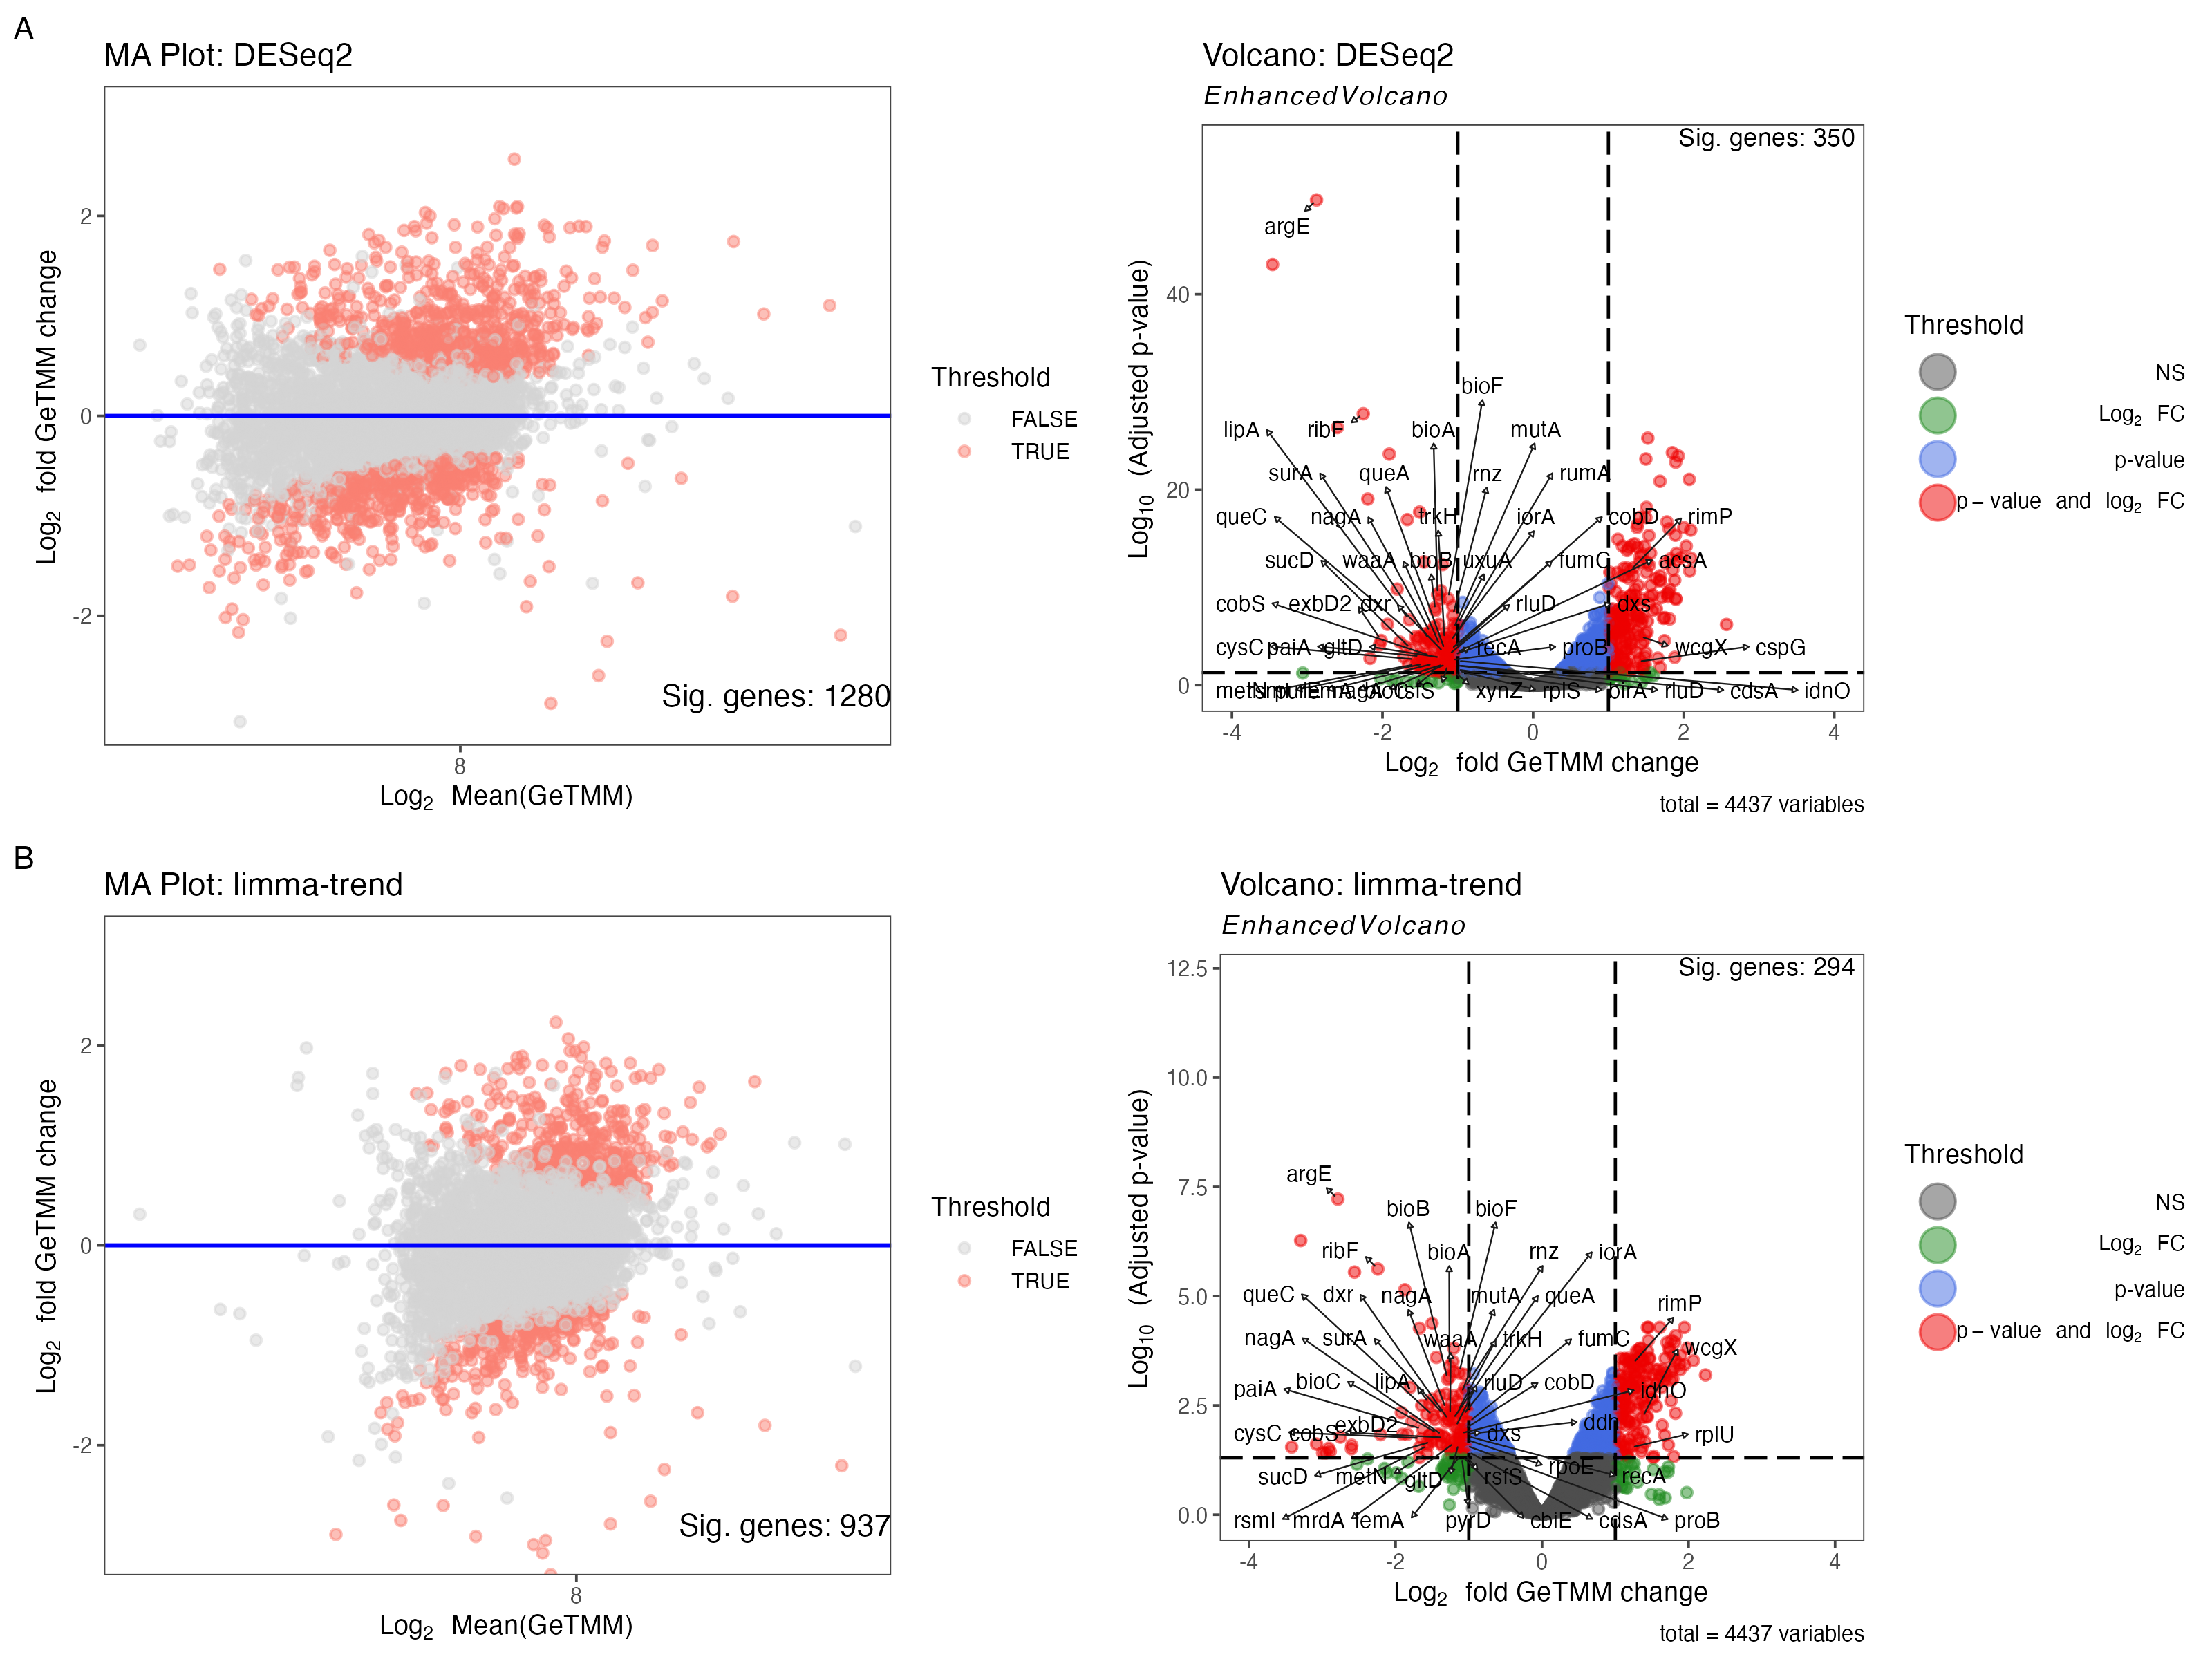 A
MA Plot: DESeq2
2
0
-2
Log2 fold GeTMM change
Sig. genes: 1280
8
Log2 Mean(GeTMM)
Threshold
FALSE
TRUE
Volcano: DESeq2
EnhancedVolcano
Sig. genes: 350
40
20
0
Log10 (Adjusted p-value)
argE
bioF
lipA ribF bioA mutA
surA queA rnz rumA
queC nagA trkH iorA cobD rimP
sucD waaA bioB uxuA fumC acsA
cobS exbD2 dxr rluD dxs
cysC paiA gltD recA proB wcgX cspG
metN purE nagA bioC rsfS xynZ rplS birA rluD cdsA idnO
-4 -2 0 2 4
Log2 fold GeTMM change
total = 4437 variables
Threshold
NS
Log2 FC
p-value
p – value and log2 FC
B
MA Plot: limma-trend
2
0
-2
Log2 fold GeTMM change
Sig. genes: 937
8
Log2 Mean(GeTMM)
Threshold
FALSE
TRUE
Volcano: limma-trend
EnhancedVolcano
Sig. genes: 294
12.5
10.0
7.5
5.0
2.5
0.0
Log10 (Adjusted p-value)
argE
bioB bioF
ribF bioA rnz iorA
queC dxr nagA mutA queA rimP
nagA surA waaA trkH fumC wcgX
paiA bioC lipA rluD cobD idnO
cysC cobS exbD2 dxs ddh rplU
sucD metN gltD rsfS rpoE recA
rsmI mrdA lemA pyrD cbiE cdsA proB
-4 -2 0 2 4
Log2 fold GeTMM change
total = 4437 variables
Threshold
NS
Log2 FC
p-value
p – value and log2 FC